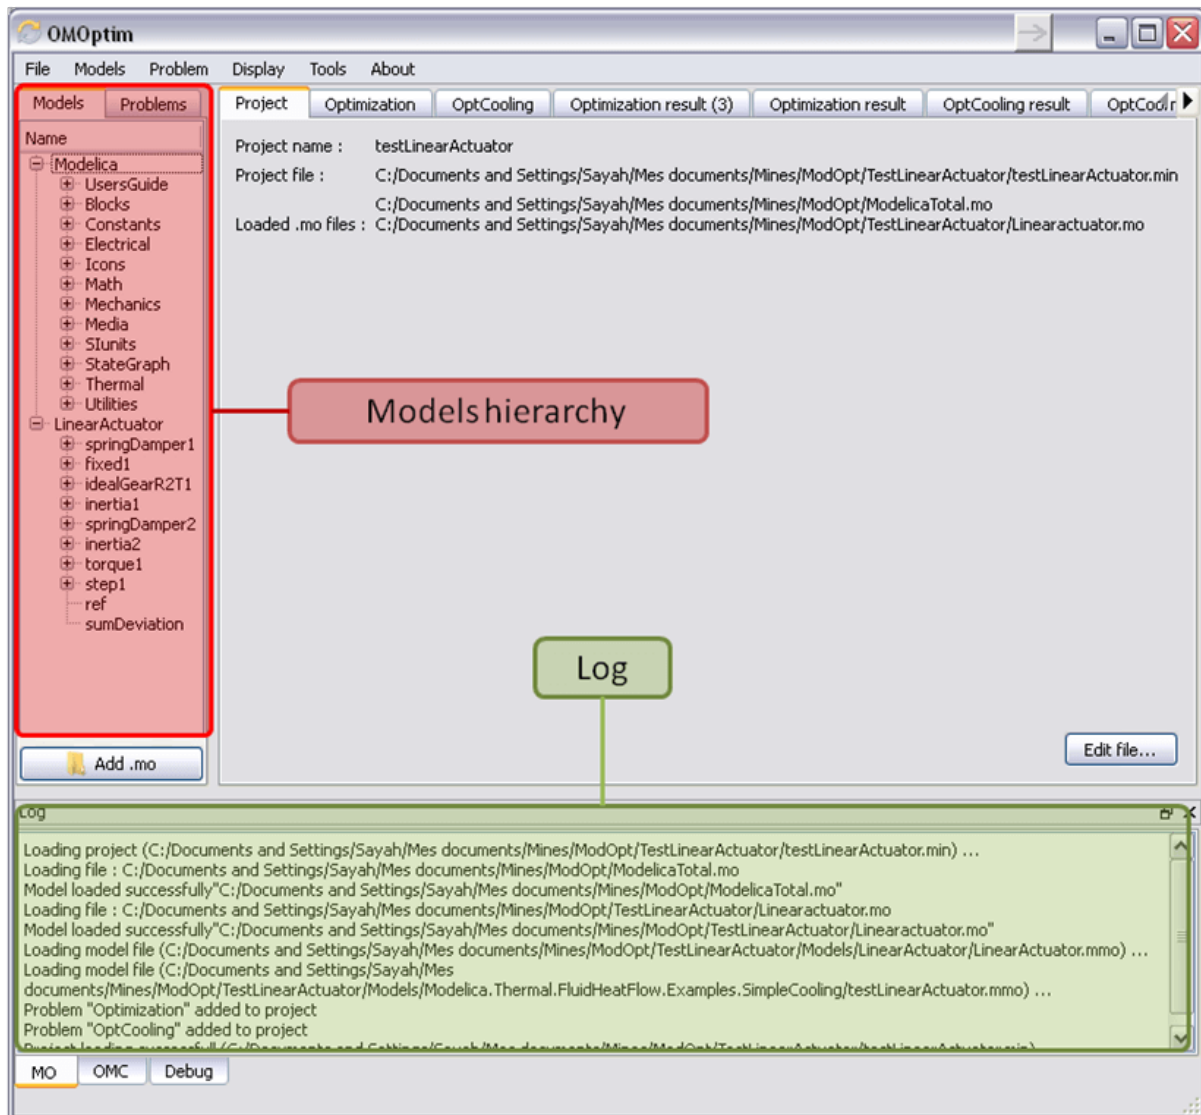 OMOptim
File Models Problem Display Tools About
Models Problems
Project Optimization OptCooling Optimization result (3) Optimization result OptCooling result
Name
Modelica
UsersGuide
Blocks
Constants
Electrical
Icons
Math
Mechanics
Media
SIunits
StateGraph
Thermal
Utilities
LinearActuator
springDamper1
fixed1
idealGearR2T1
inertia1
springDamper2
inertia2
torque1
step1
ref
sumDeviation
Add .mo
Project name : testLinearActuator
Project file : C:/Documents and Settings/Sayah/Mes documents/Mines/ModOpt/TestLinearActuator/testLinearActuator.min
C:/Documents and Settings/Sayah/Mes documents/Mines/ModOpt/ModelicaTotal.mo
Loaded .mo files : C:/Documents and Settings/Sayah/Mes documents/Mines/ModOpt/TestLinearActuator/Linearactuator.mo
Models hierarchy
Log
Edit file...
Log
Loading project (C:/Documents and Settings/Sayah/Mes documents/Mines/ModOpt/TestLinearActuator/testLinearActuator.min) ...
Loading file : C:/Documents and Settings/Sayah/Mes documents/Mines/ModOpt/ModelicaTotal.mo
Model loaded successfully"C:/Documents and Settings/Sayah/Mes documents/Mines/ModOpt/ModelicaTotal.mo"
Loading file : C:/Documents and Settings/Sayah/Mes documents/Mines/ModOpt/TestLinearActuator/Linearactuator.mo
Model loaded successfully"C:/Documents and Settings/Sayah/Mes documents/Mines/ModOpt/TestLinearActuator/Linearactuator.mo"
Loading model file (C:/Documents and Settings/Sayah/Mes documents/Mines/ModOpt/TestLinearActuator/Models/LinearActuator/LinearActuator.mmo) ...
Loading model file (C:/Documents and Settings/Sayah/Mes
documents/Mines/ModOpt/TestLinearActuator/Models/Modelica.Thermal.FluidHeatFlow.Examples.SimpleCooling/testLinearActuator.mmo) ...
Problem "Optimization" added to project
Problem "OptCooling" added to project
MO OMC Debug